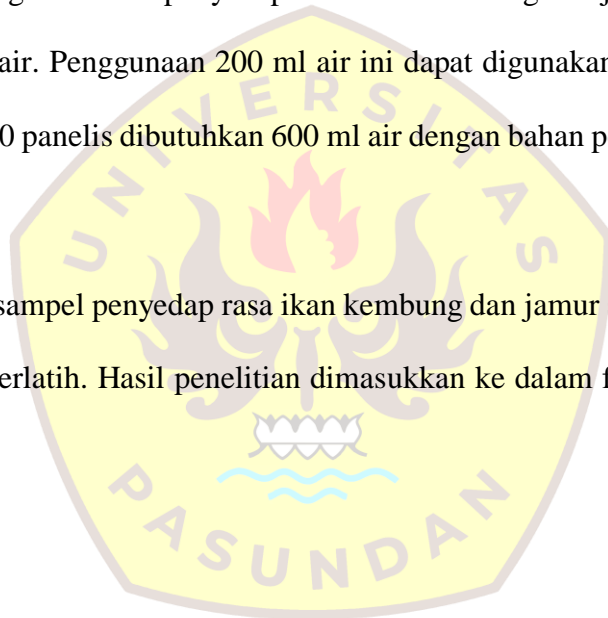 air. Penggunaan 200 ml air ini dapat digunakan
0 panelis dibutuhkan 600 ml air dengan bahan p
sampel penyedap rasa ikan kembung dan jamur
erlatih. Hasil penelitian dimasukkan ke dalam f
UNIVERSITAS
PASUNDAN